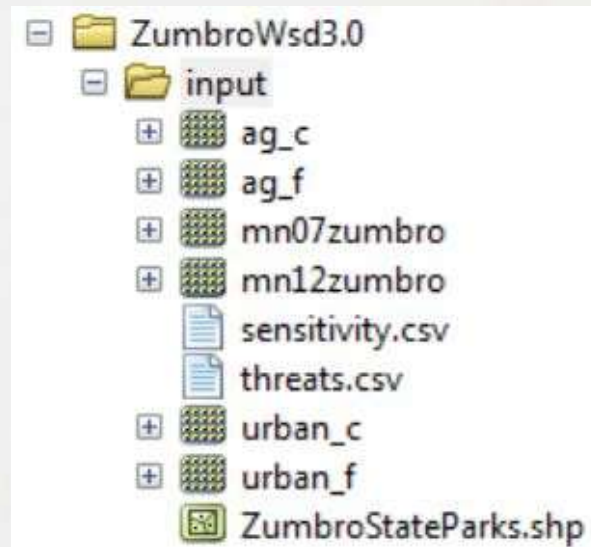 ZumbroWsd3.0
input
ag_c
ag_f
mn07zumbro
mn12zumbro
sensitivity.csv
threats.csv
urban_c
urban_f
ZumbroStateParks.shp